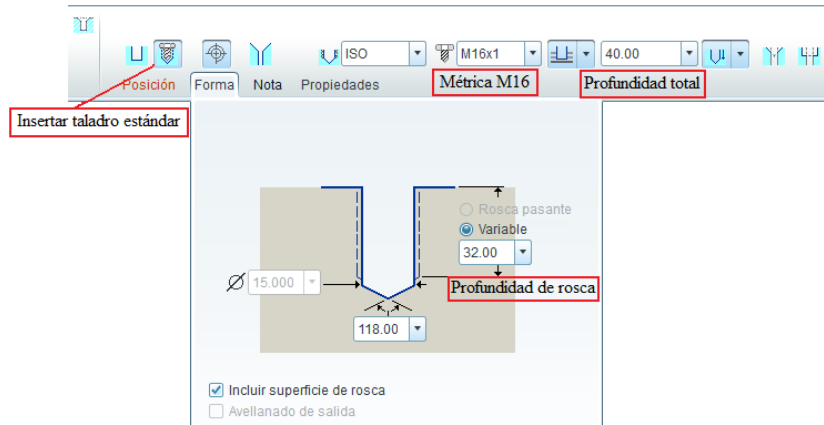 ISO
M16x1
40.00
Posición
Forma
Nota
Propiedades
Métrica M16
Profundidad total
Insertar taladro estándar
Rosca pasante
Variable
32.00
Ø 15.000
Profundidad de rosca
118.00
Incluir superficie de rosca
Avellanado de salida